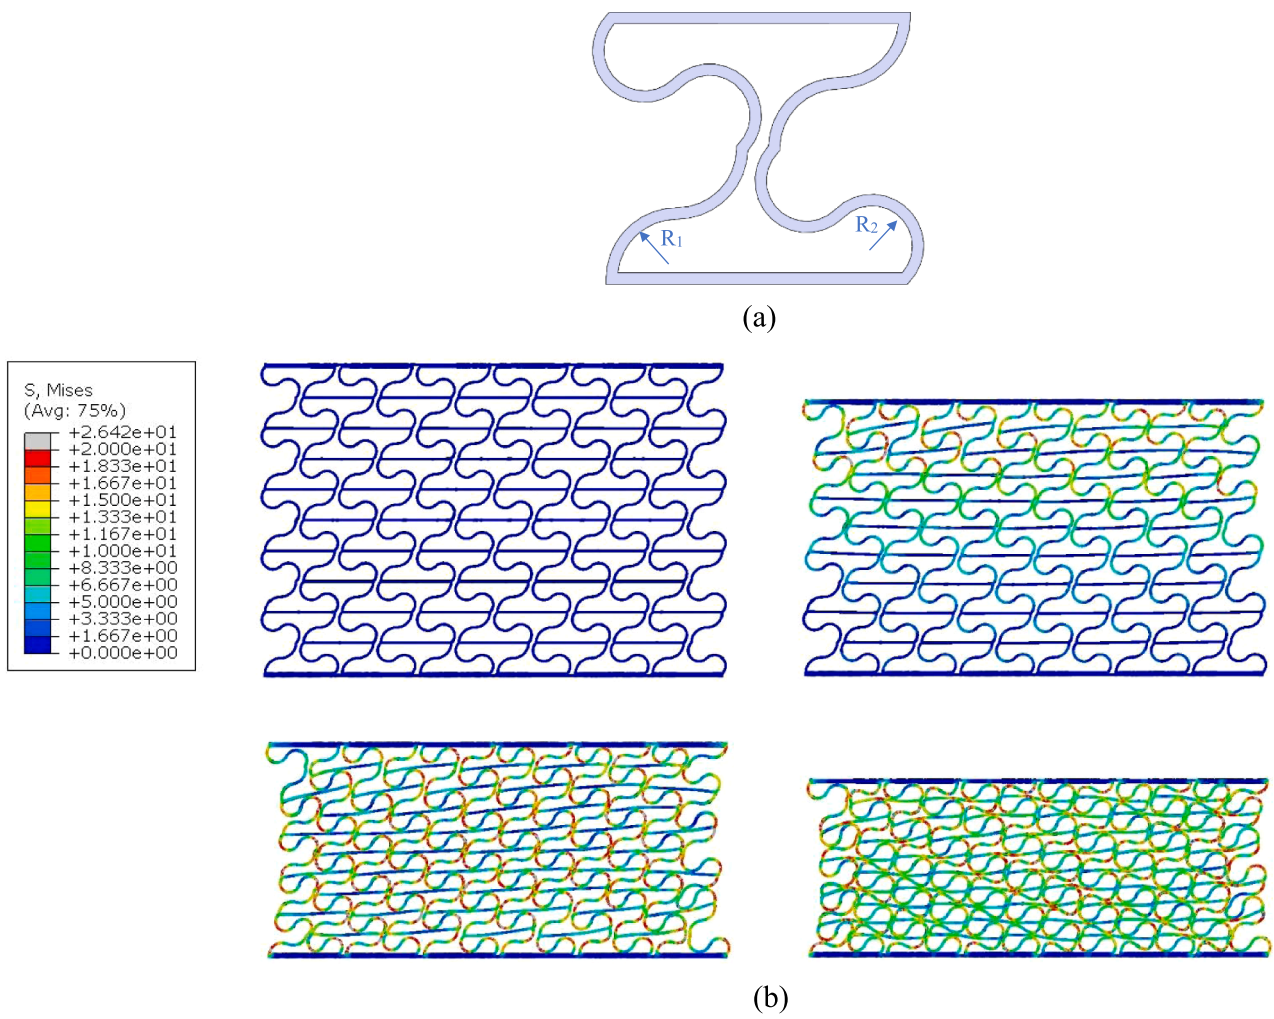 R1
R2
(a)
S, Mises
(Avg: 75%)
+2.642e+01
+2.000e+01
+1.833e+01
+1.667e+01
+1.500e+01
+1.333e+01
+1.167e+01
+1.000e+01
+8.333e+00
+6.667e+00
+5.000e+00
+3.333e+00
+1.667e+00
+0.000e+00
(b)